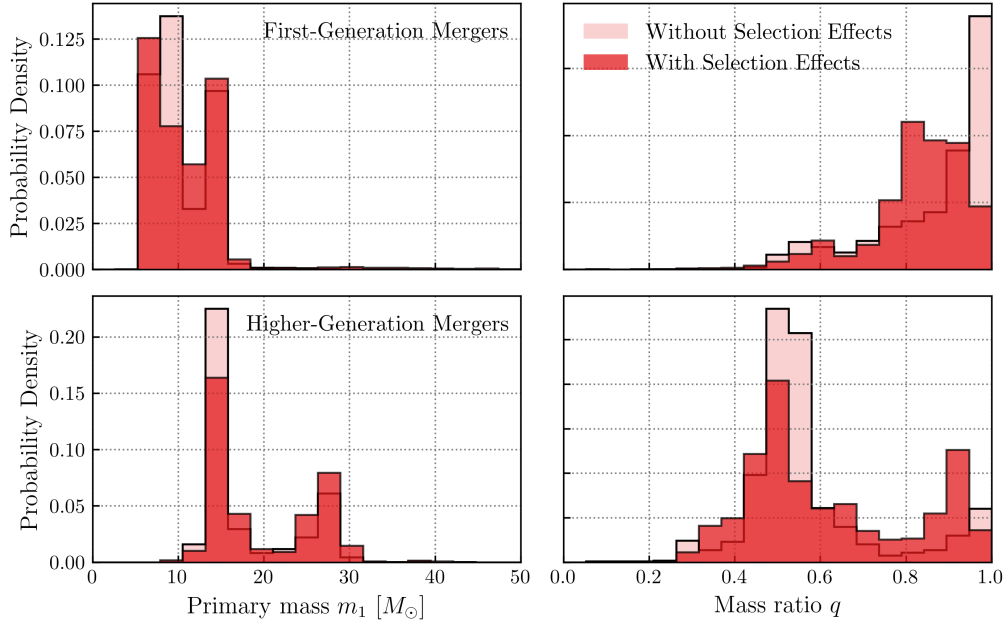 First-Generation Mergers
Probability Density
0.125
0.100
0.075
0.050
0.025
0.000
Without Selection Effects
With Selection Effects
Higher-Generation Mergers
Probability Density
0.20
0.15
0.10
0.05
0.00
0 10 20 30 40 50
Primary mass m₁ [M⊙]
0.0 0.2 0.4 0.6 0.8 1.0
Mass ratio q